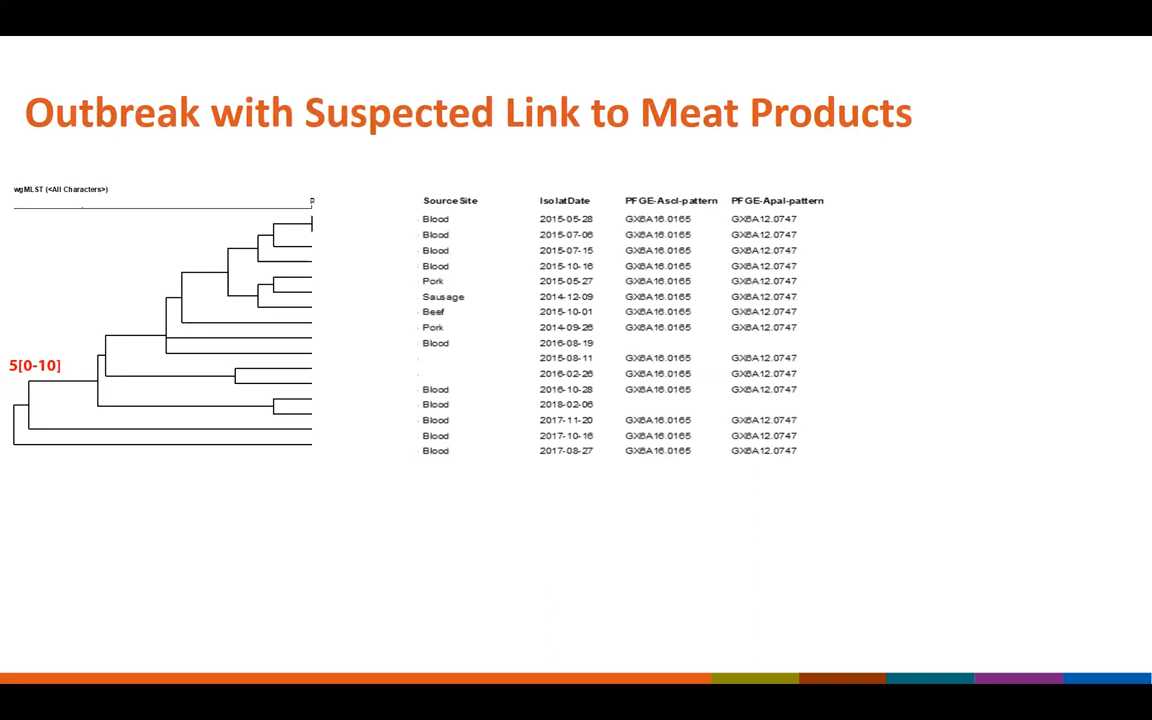 Outbreak with Suspected Link to Meat Products
wgMLST (<All Characters>)
SourceSite IsolatDate PFGE-AscI-pattern PFGE-ApaI-pattern
Blood 2015-05-28 GX6A16.0165 GX6A12.0747
Blood 2015-07-06 GX6A16.0165 GX6A12.0747
Blood 2015-07-15 GX6A16.0165 GX6A12.0747
Blood 2015-10-16 GX6A16.0165 GX6A12.0747
Pork 2015-05-27 GX6A16.0165 GX6A12.0747
Sausage 2014-12-09 GX6A16.0165 GX6A12.0747
Beef 2015-10-01 GX6A16.0165 GX6A12.0747
Pork 2014-09-26 GX6A16.0165 GX6A12.0747
Blood 2016-08-19
2015-08-11 GX6A16.0165 GX6A12.0747
5[0-10]
2016-02-26 GX6A16.0165 GX6A12.0747
Blood 2016-10-28 GX6A16.0165 GX6A12.0747
Blood 2018-02-06
Blood 2017-11-20 GX6A16.0165 GX6A12.0747
Blood 2017-10-16 GX6A16.0165 GX6A12.0747
Blood 2017-08-27 GX6A16.0165 GX6A12.0747